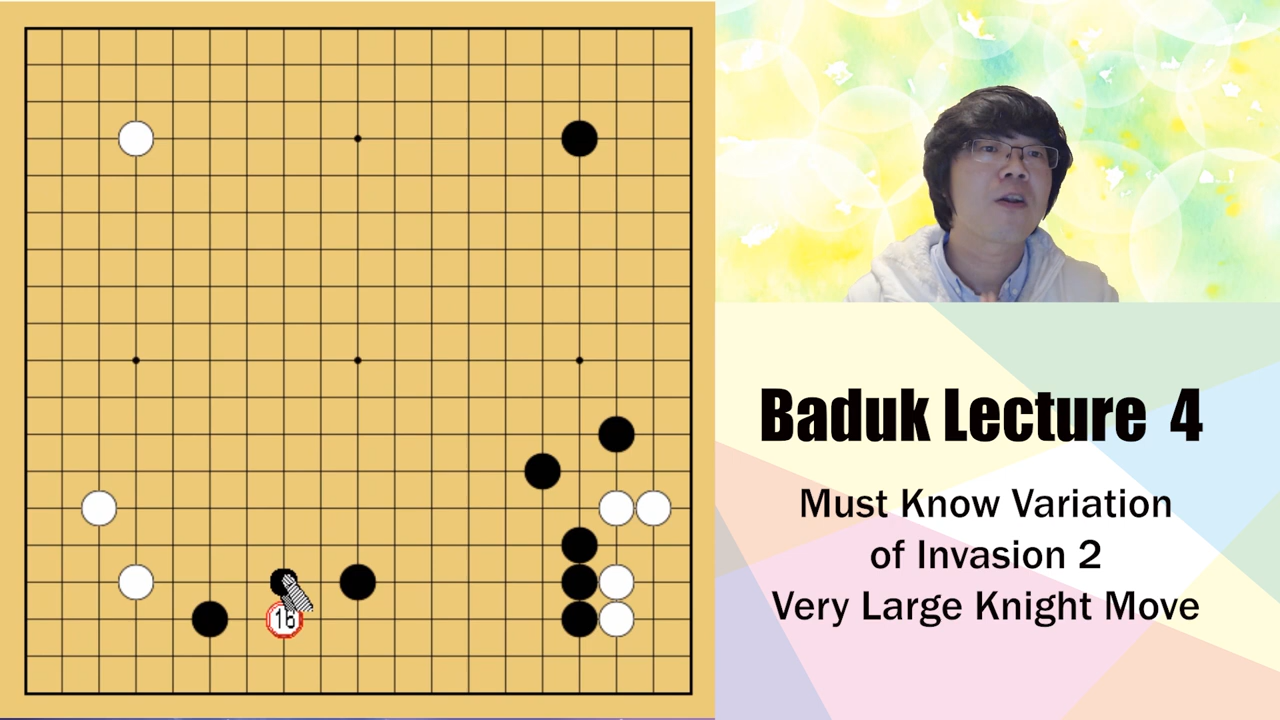 16
Baduk Lecture 4
Must Know Variation
of Invasion 2
Very Large Knight Move